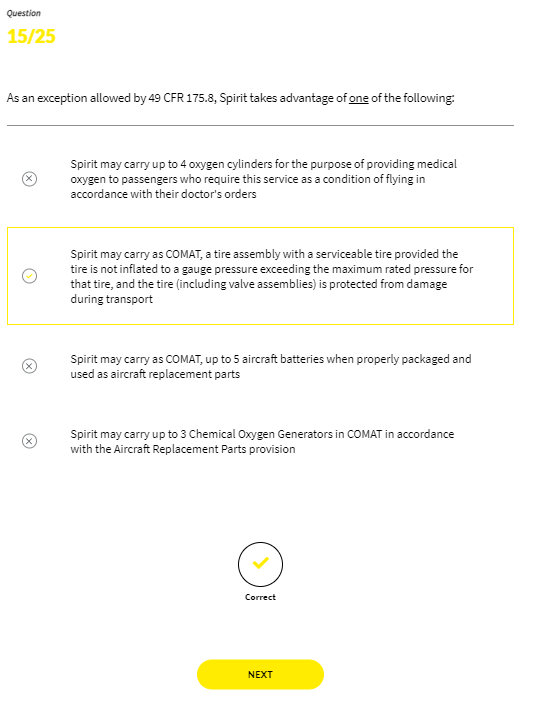 Question
15/25
As an exception allowed by 49 CFR 175.8, Spirit takes advantage of one of the following:
Spirit may carry up to 4 oxygen cylinders for the purpose of providing medical
oxygen to passengers who require this service as a condition of flying in
accordance with their doctor's orders
Spirit may carry as COMAT, a tire assembly with a serviceable tire provided the
tire is not inflated to a gauge pressure exceeding the maximum rated pressure for
that tire, and the tire (including valve assemblies) is protected from damage
during transport
Spirit may carry as COMAT, up to 5 aircraft batteries when properly packaged and
used as aircraft replacement parts
Spirit may carry up to 3 Chemical Oxygen Generators in COMAT in accordance
with the Aircraft Replacement Parts provision
Correct
NEXT